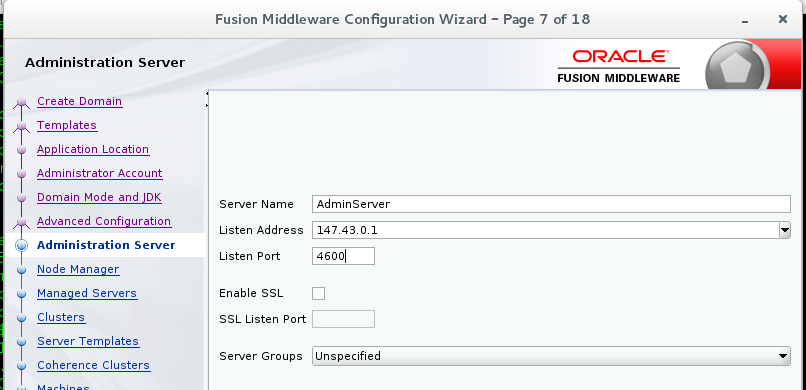 Fusion Middleware Configuration Wizard – Page 7 of 18
Administration Server
ORACLE
FUSION MIDDLEWARE
Create Domain
Templates
Application Location
Administrator Account
Domain Mode and JDK
Advanced Configuration
Administration Server
Node Manager
Managed Servers
Clusters
Server Templates
Coherence Clusters
Machines
Server Name AdminServer
Listen Address 147.43.0.1
Listen Port 4600
Enable SSL
SSL Listen Port
Server Groups Unspecified